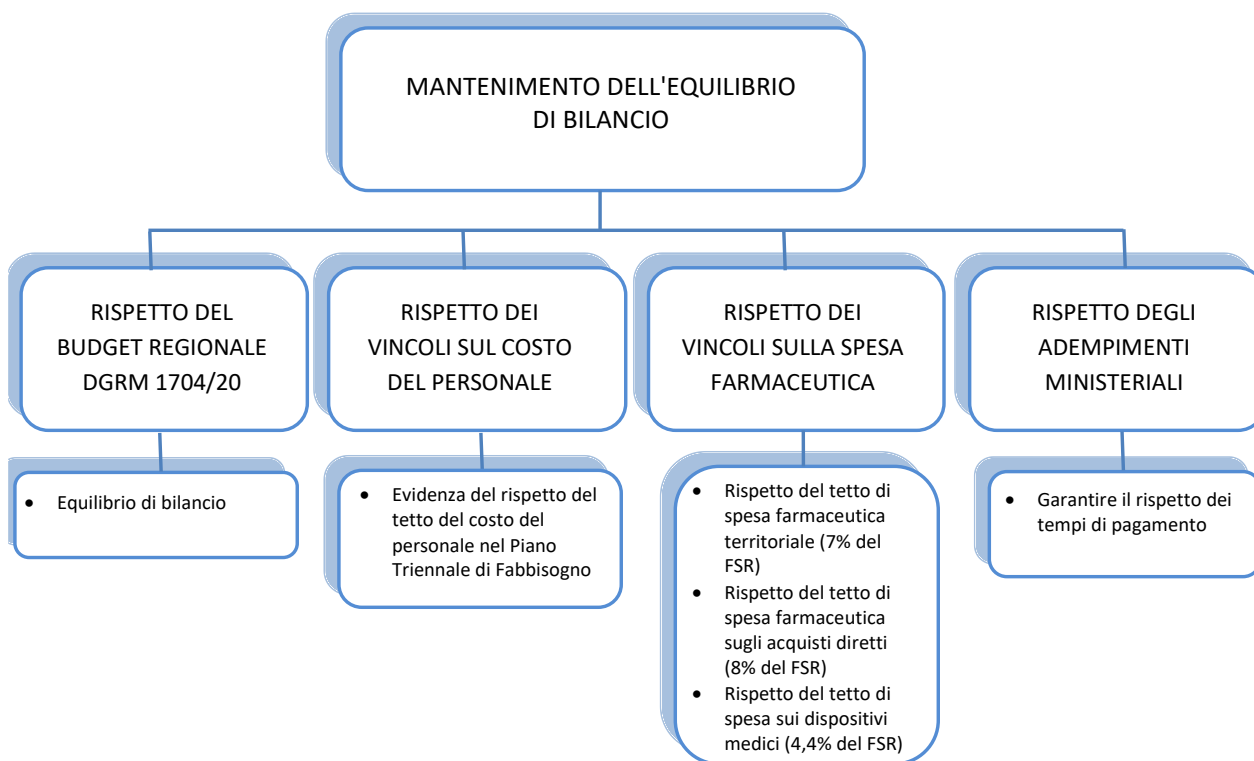 MANTENIMENTO DELL'EQUILIBRIO
DI BILANCIO
RISPETTO DEL
BUDGET REGIONALE
DGRM 1704/20
RISPETTO DEI
VINCOLI SUL COSTO
DEL PERSONALE
RISPETTO DEI
VINCOLI SULLA SPESA
FARMACEUTICA
RISPETTO DEGLI
ADEMPIMENTI
MINISTERIALI
• Equilibrio di bilancio
• Evidenza del rispetto del
tetto del costo del
personale nel Piano
Triennale di Fabbisogno
• Rispetto del tetto di
spesa farmaceutica
territoriale (7% del
FSR)
• Rispetto del tetto di
spesa farmaceutica
sugli acquisti diretti
(8% del FSR)
• Rispetto del tetto di
spesa sui dispositivi
medici (4,4% del FSR)
• Garantire il rispetto dei
tempi di pagamento